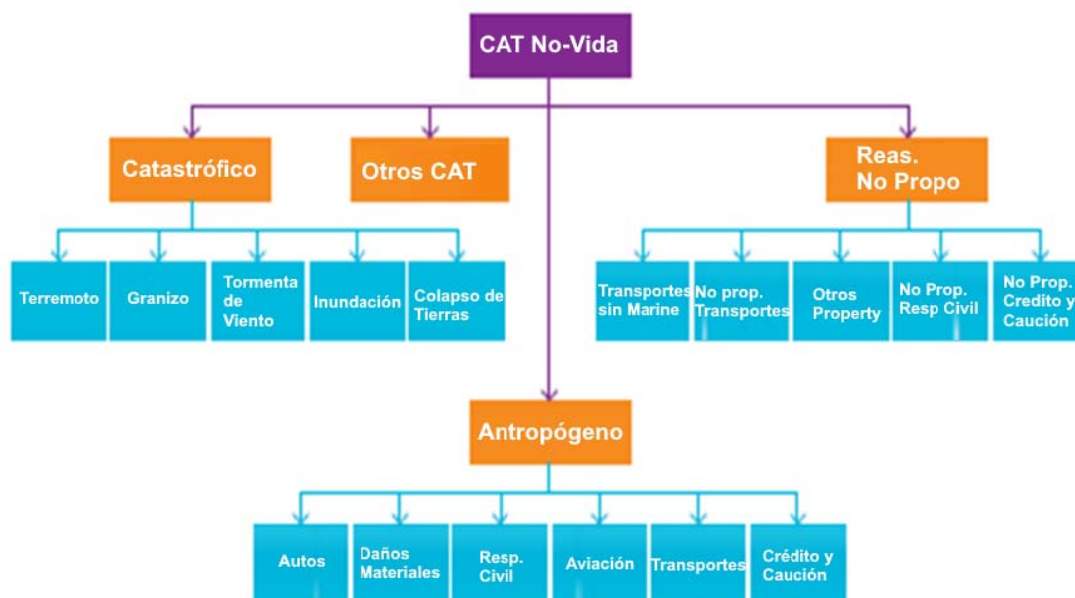 CAT No-Vida
Catastrófico
Otros CAT
Reas.
No Propo
Terremoto
Granizo
Tormenta
de
Viento
Inundación
Colapso de
Tierras
Transportes
sin Marine
No prop.
Transportes
Otros
Property
No Prop.
Resp Civil
No Prop.
Credito y
Caución
Antropógeno
Autos
Daños
Materiales
Resp.
Civil
Aviación
Transportes
Crédito y
Caución